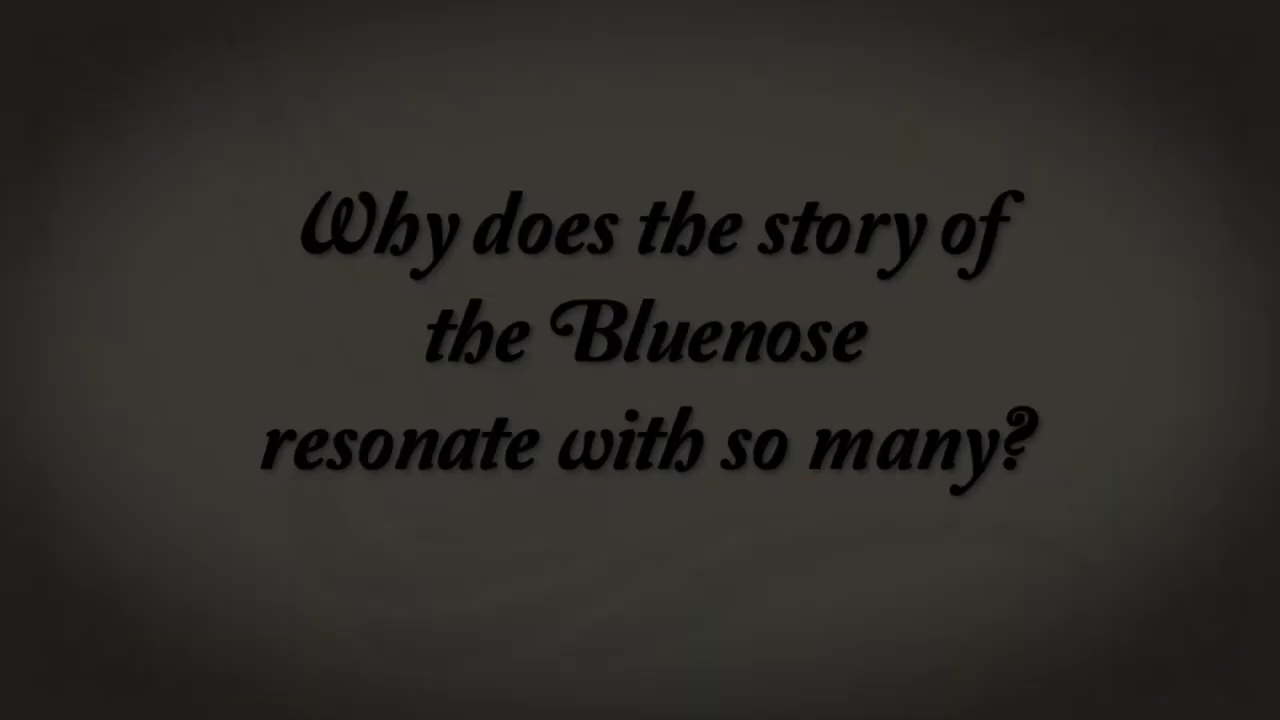 Why does the story of
the Bluenose
resonate with so many?